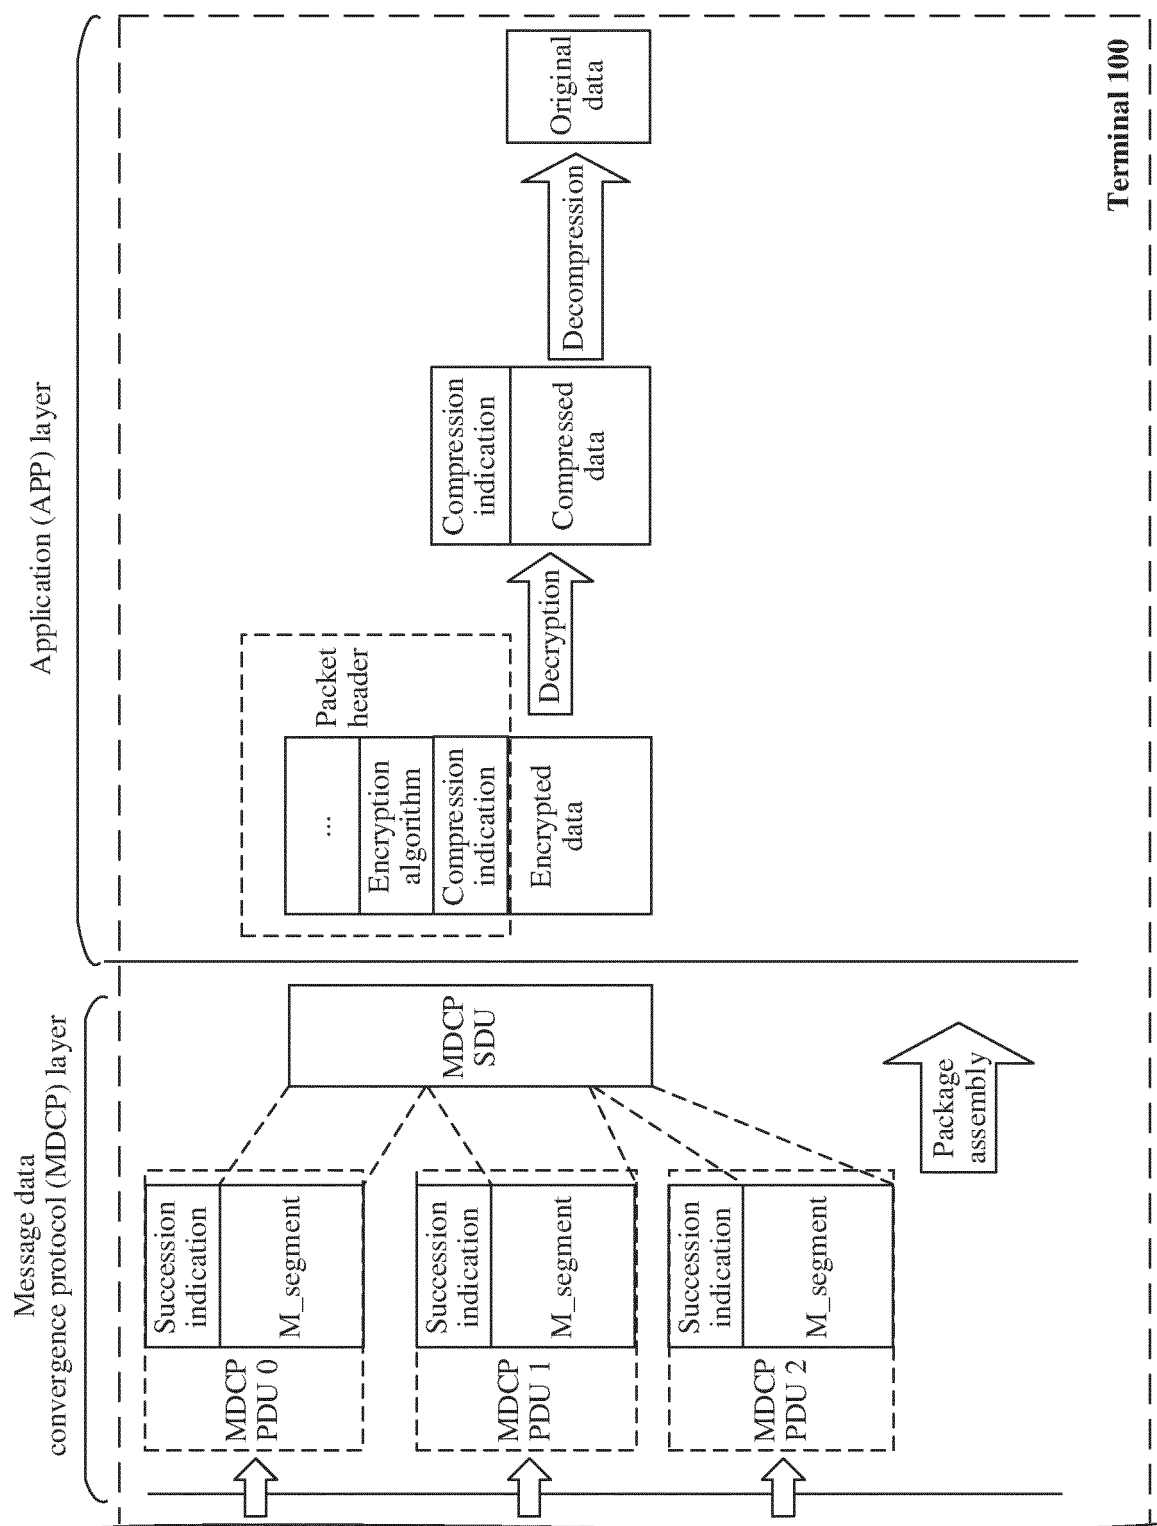 Message data
convergence protocol (MDCP) layer
Application (APP) layer
MDCP
PDU 0
Succession
indication
M_segment
MDCP
PDU 1
Succession
indication
M_segment
MDCP
PDU 2
Succession
indication
M_segment
MDCP
SDU
Package
assembly
Packet
header
...
Encryption
algorithm
Compression
indication
Encrypted
data
Decryption
Compression
indication
Compressed
data
Decompression
Original
data
Terminal 100